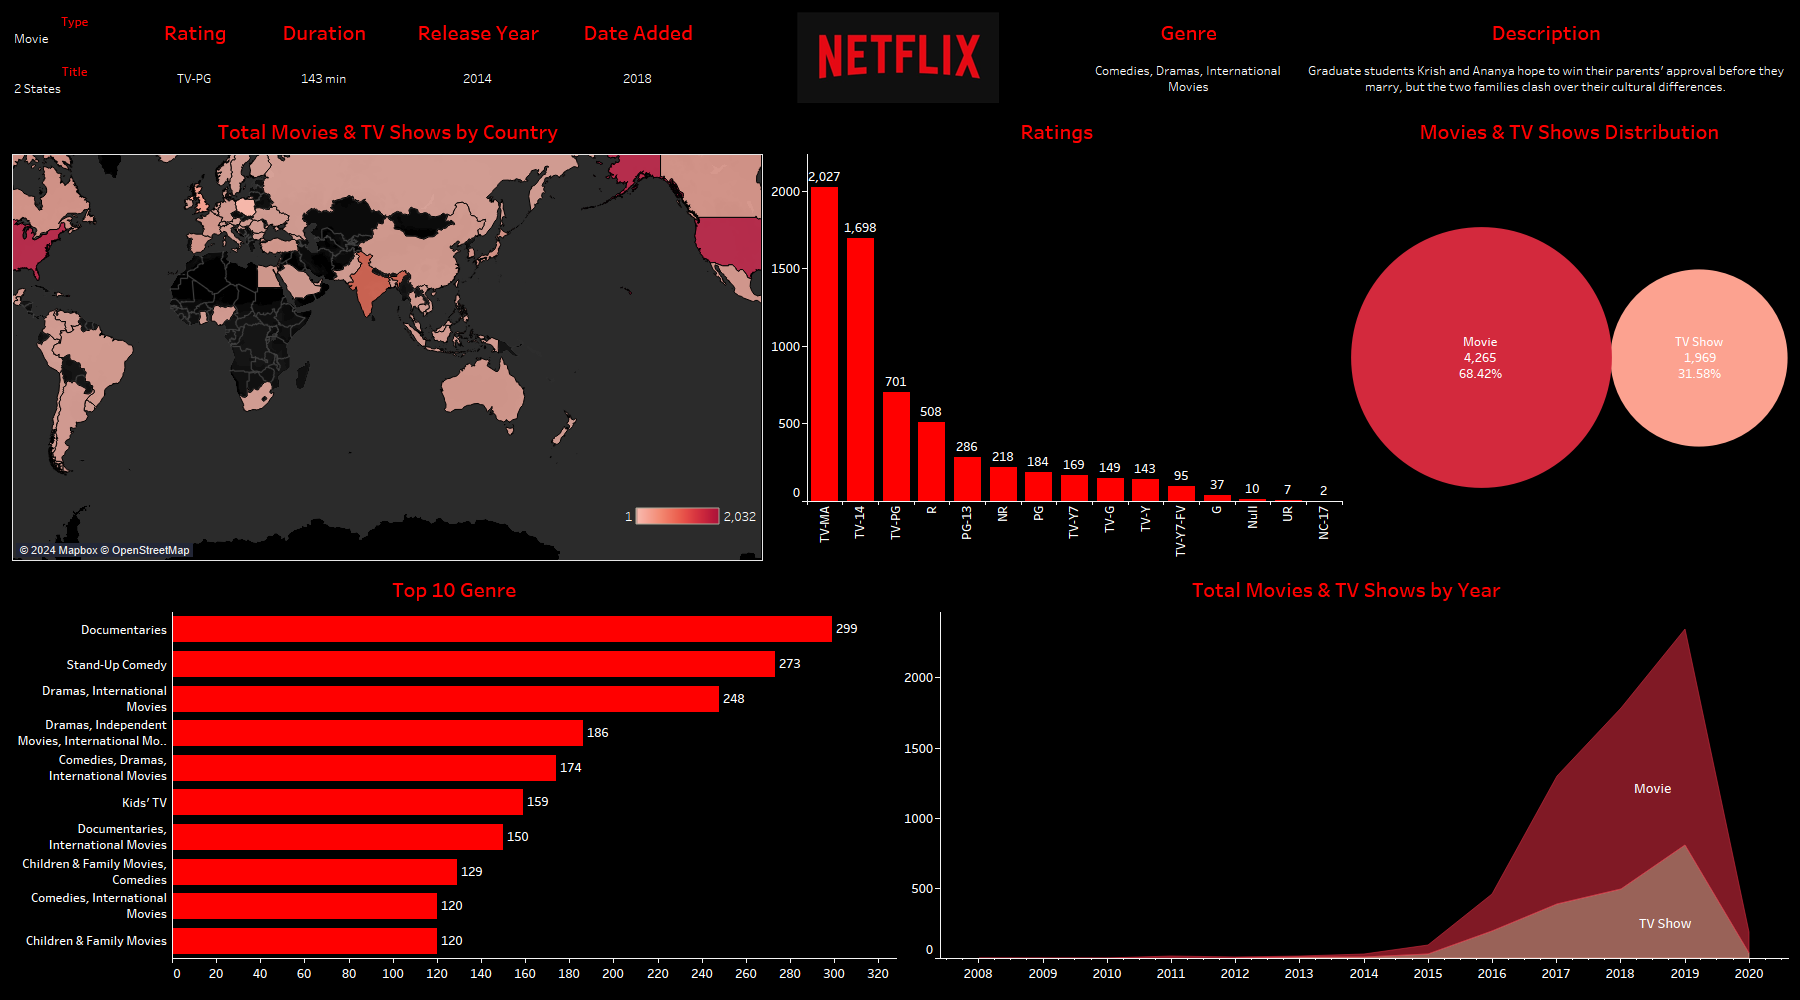 Type
Movie
Title
2 States
Rating
TV-PG
Duration
143 min
Release Year
2014
Date Added
2018
NETFLIX
Genre
Comedies, Dramas, International
Movies
Description
Graduate students Krish and Ananya hope to win their parents’ approval before they
marry, but the two families clash over their cultural differences.
Total Movies & TV Shows by Country
1
2,032
© 2024 Mapbox © OpenStreetMap
Ratings
2000
1500
1000
500
0
2,027
1,698
701
508
286
218
184
169
149
143
95
37
10
7
2
TV-MA
TV-14
TV-PG
R
PG-13
NR
PG
TV-Y7
TV-G
TV-Y
TV-Y7-FV
G
Null
UR
NC-17
Movies & TV Shows Distribution
Movie
4,265
68.42%
TV Show
1,969
31.58%
Top 10 Genre
Documentaries
299
Stand-Up Comedy
273
Dramas, International
Movies
248
Dramas, Independent
Movies, International Mo..
186
Comedies, Dramas,
International Movies
174
Kids’ TV
159
Documentaries,
International Movies
150
Children & Family Movies,
Comedies
129
Comedies, International
Movies
120
Children & Family Movies
120
0 20 40 60 80 100 120 140 160 180 200 220 240 260 280 300 320
Total Movies & TV Shows by Year
2000
1500
1000
500
0
Movie
TV Show
2008 2009 2010 2011 2012 2013 2014 2015 2016 2017 2018 2019 2020